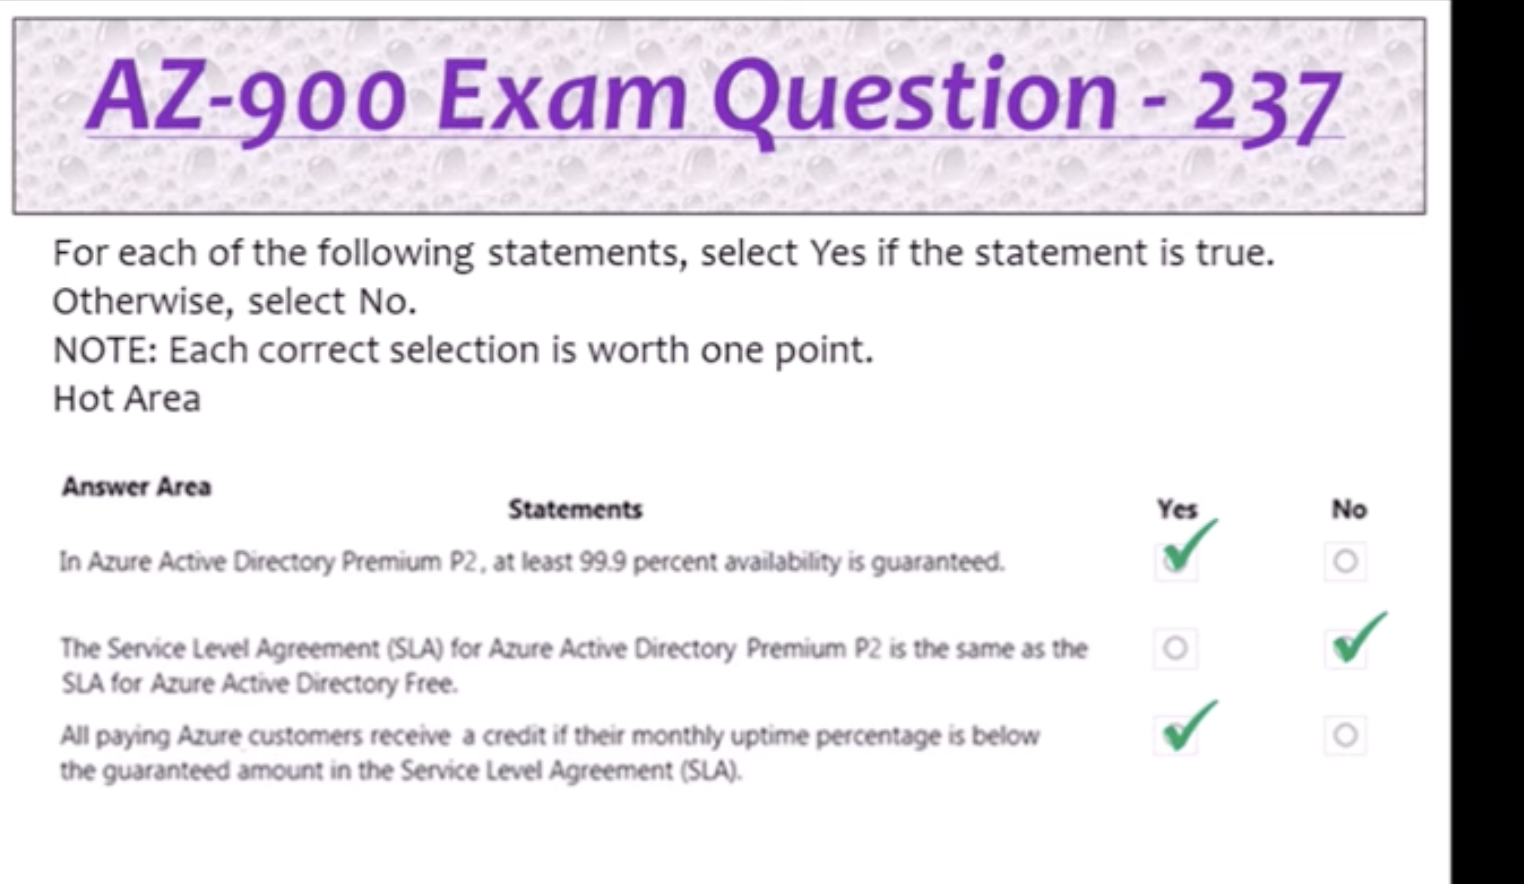 AZ-900 Exam Question - 237
For each of the following statements, select Yes if the statement is true.
Otherwise, select No.
NOTE: Each correct selection is worth one point.
Hot Area
Answer Area
Statements Yes No
In Azure Active Directory Premium P2, at least 99.9 percent availability is guaranteed.
The Service Level Agreement (SLA) for Azure Active Directory Premium P2 is the same as the
SLA for Azure Active Directory Free.
All paying Azure customers receive a credit if their monthly uptime percentage is below
the guaranteed amount in the Service Level Agreement (SLA).